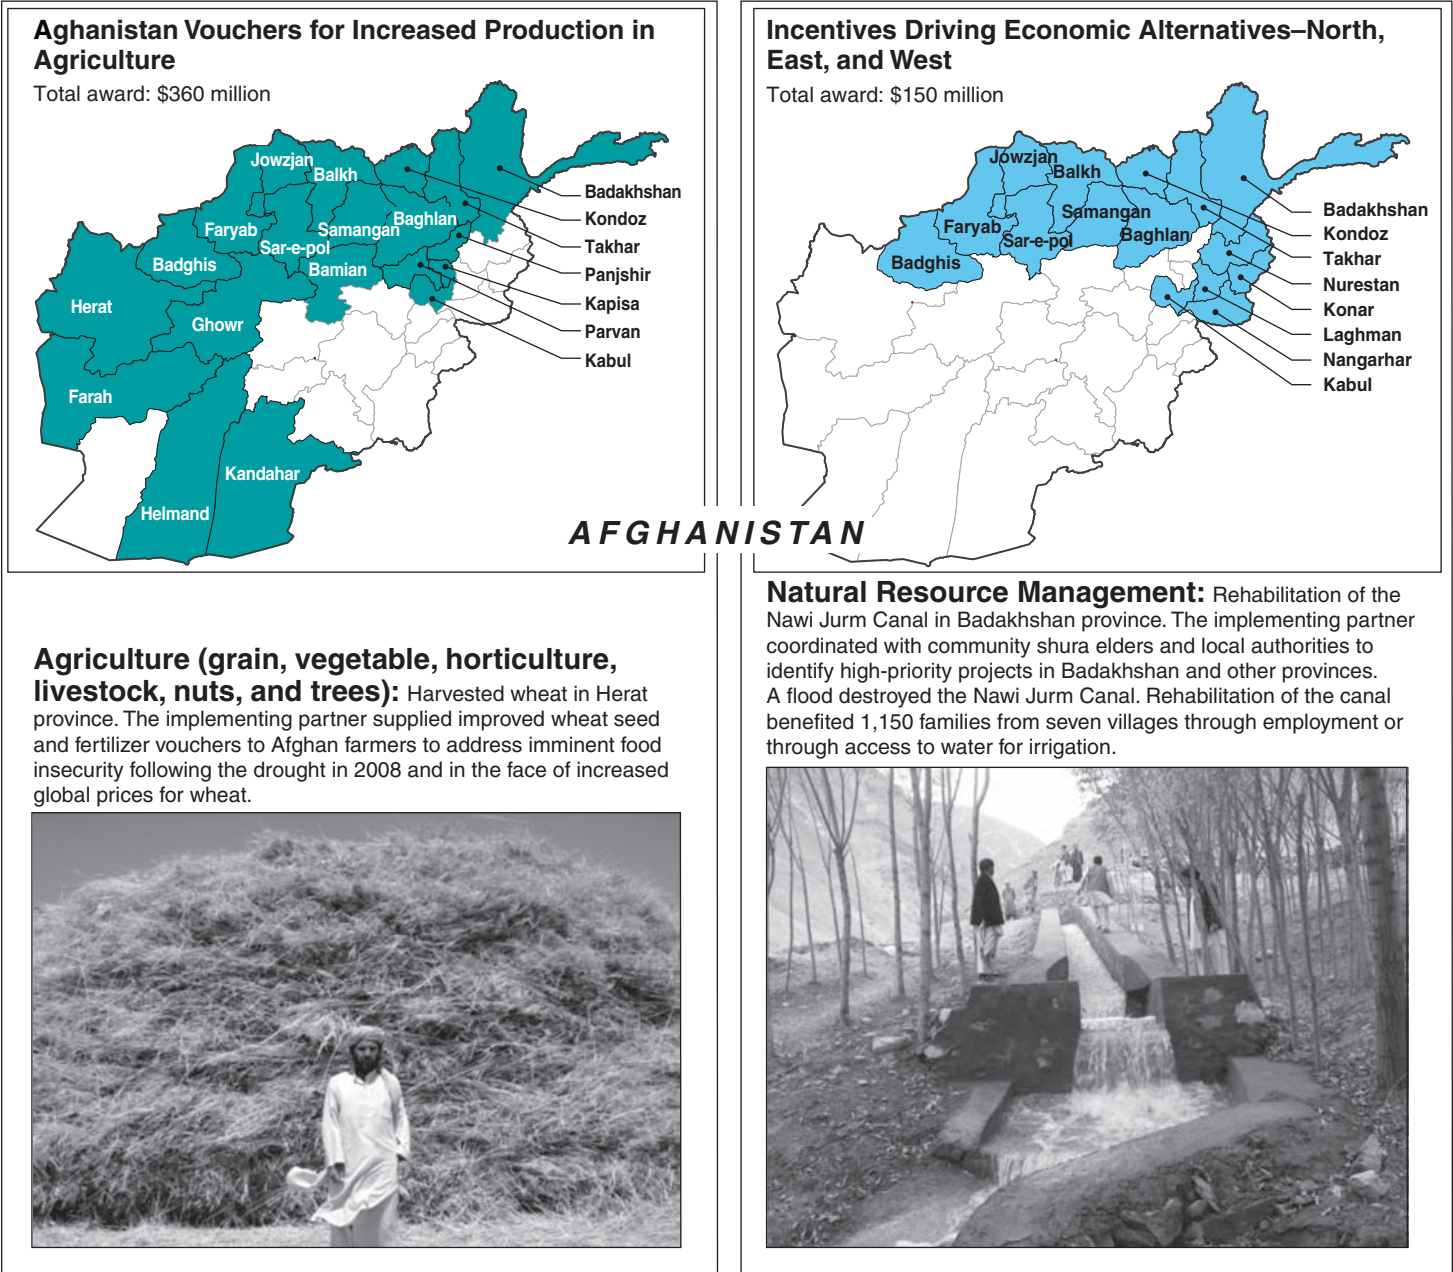 Aghanistan Vouchers for Increased Production in
Agriculture
Total award: $360 million
Jowzjan
Balkh
Badakhshan
Kondoz
Faryab
Samangan
Baghlan
Sar-e-pol
Takhar
Badghis
Bamian
Panjshir
Herat
Kapisa
Ghowr
Parvan
Kabul
Farah
Kandahar
Helmand
Incentives Driving Economic Alternatives–North,
East, and West
Total award: $150 million
Jowzjan
Balkh
Samangan
Badakhshan
Faryab
Sar-e-pol
Baghlan
Kondoz
Takhar
Badghis
Nurestan
Konar
Laghman
Nangarhar
Kabul
AFGHANISTAN
Agriculture (grain, vegetable, horticulture,
livestock, nuts, and trees): Harvested wheat in Herat
province. The implementing partner supplied improved wheat seed
and fertilizer vouchers to Afghan farmers to address imminent food
insecurity following the drought in 2008 and in the face of increased
global prices for wheat.
Natural Resource Management: Rehabilitation of the
Nawi Jurm Canal in Badakhshan province. The implementing partner
coordinated with community shura elders and local authorities to
identify high-priority projects in Badakhshan and other provinces.
A flood destroyed the Nawi Jurm Canal. Rehabilitation of the canal
benefited 1,150 families from seven villages through employment or
through access to water for irrigation.